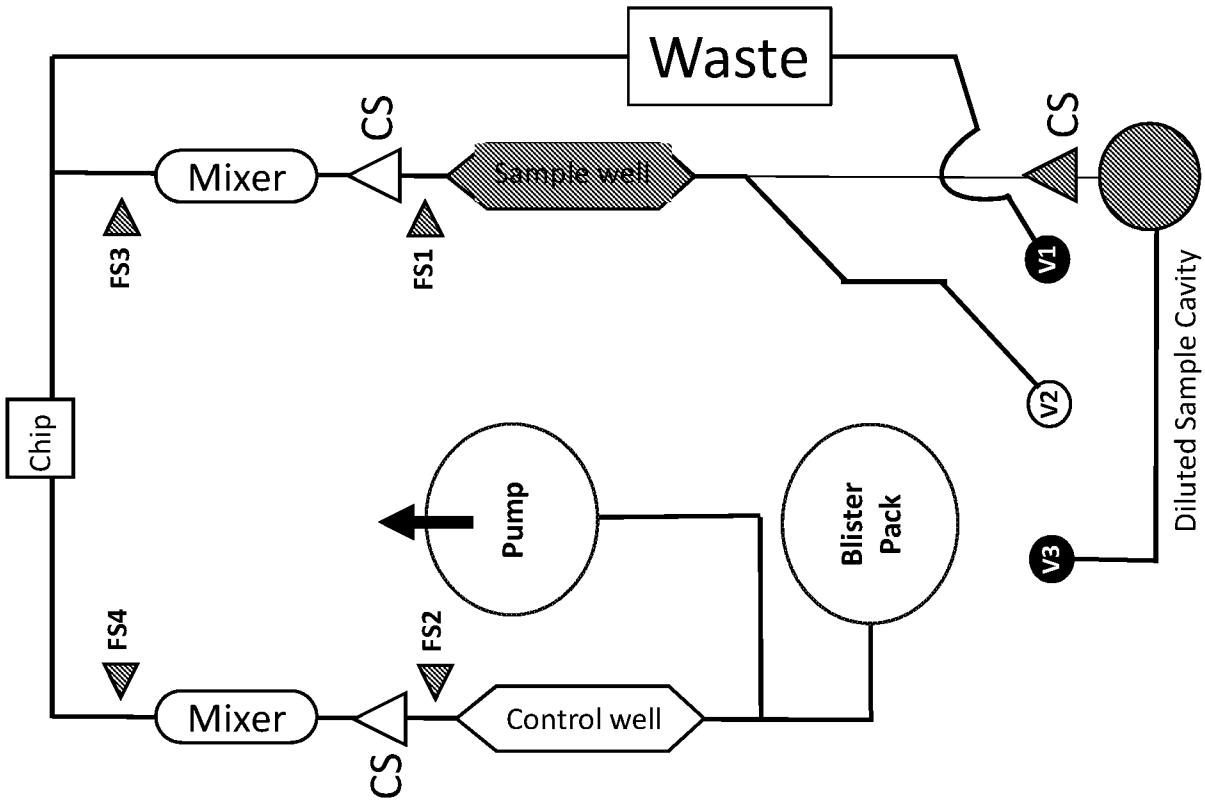 Waste
CS
CS
Mixer
Sample well
FS3
FS1
V1
Diluted Sample Cavity
Chip
V2
Pump
Blister
Pack
V3
FS4
FS2
Mixer
Control well
CS